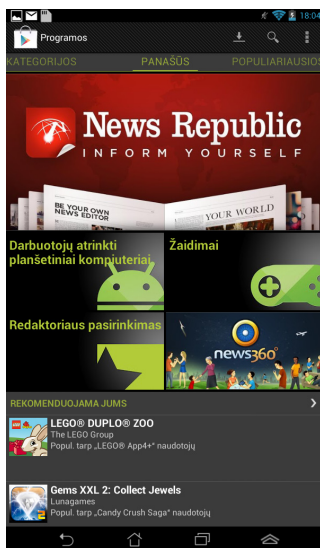 18:04
Programos
KATEGORIJOS PANAŠŪS POPULIARIAUSIOS
News Republic
INFORM YOURSELF
BE YOUR OWN
NEWS EDITOR
YOUR WORLD
Darbuotojų atrinkti
planšetiniai kompiuteriai
Žaidimai
Redaktoriaus pasirinkimas
news360°
REKOMENDUOJAMA JUMS
LEGO® DUPLO® ZOO
The LEGO Group
Popul. tarp „LEGO® App4+“ naudotojų
Gems XXL 2: Collect Jewels
Lunagames
Popul. tarp „Candy Crush Saga“ naudotojų